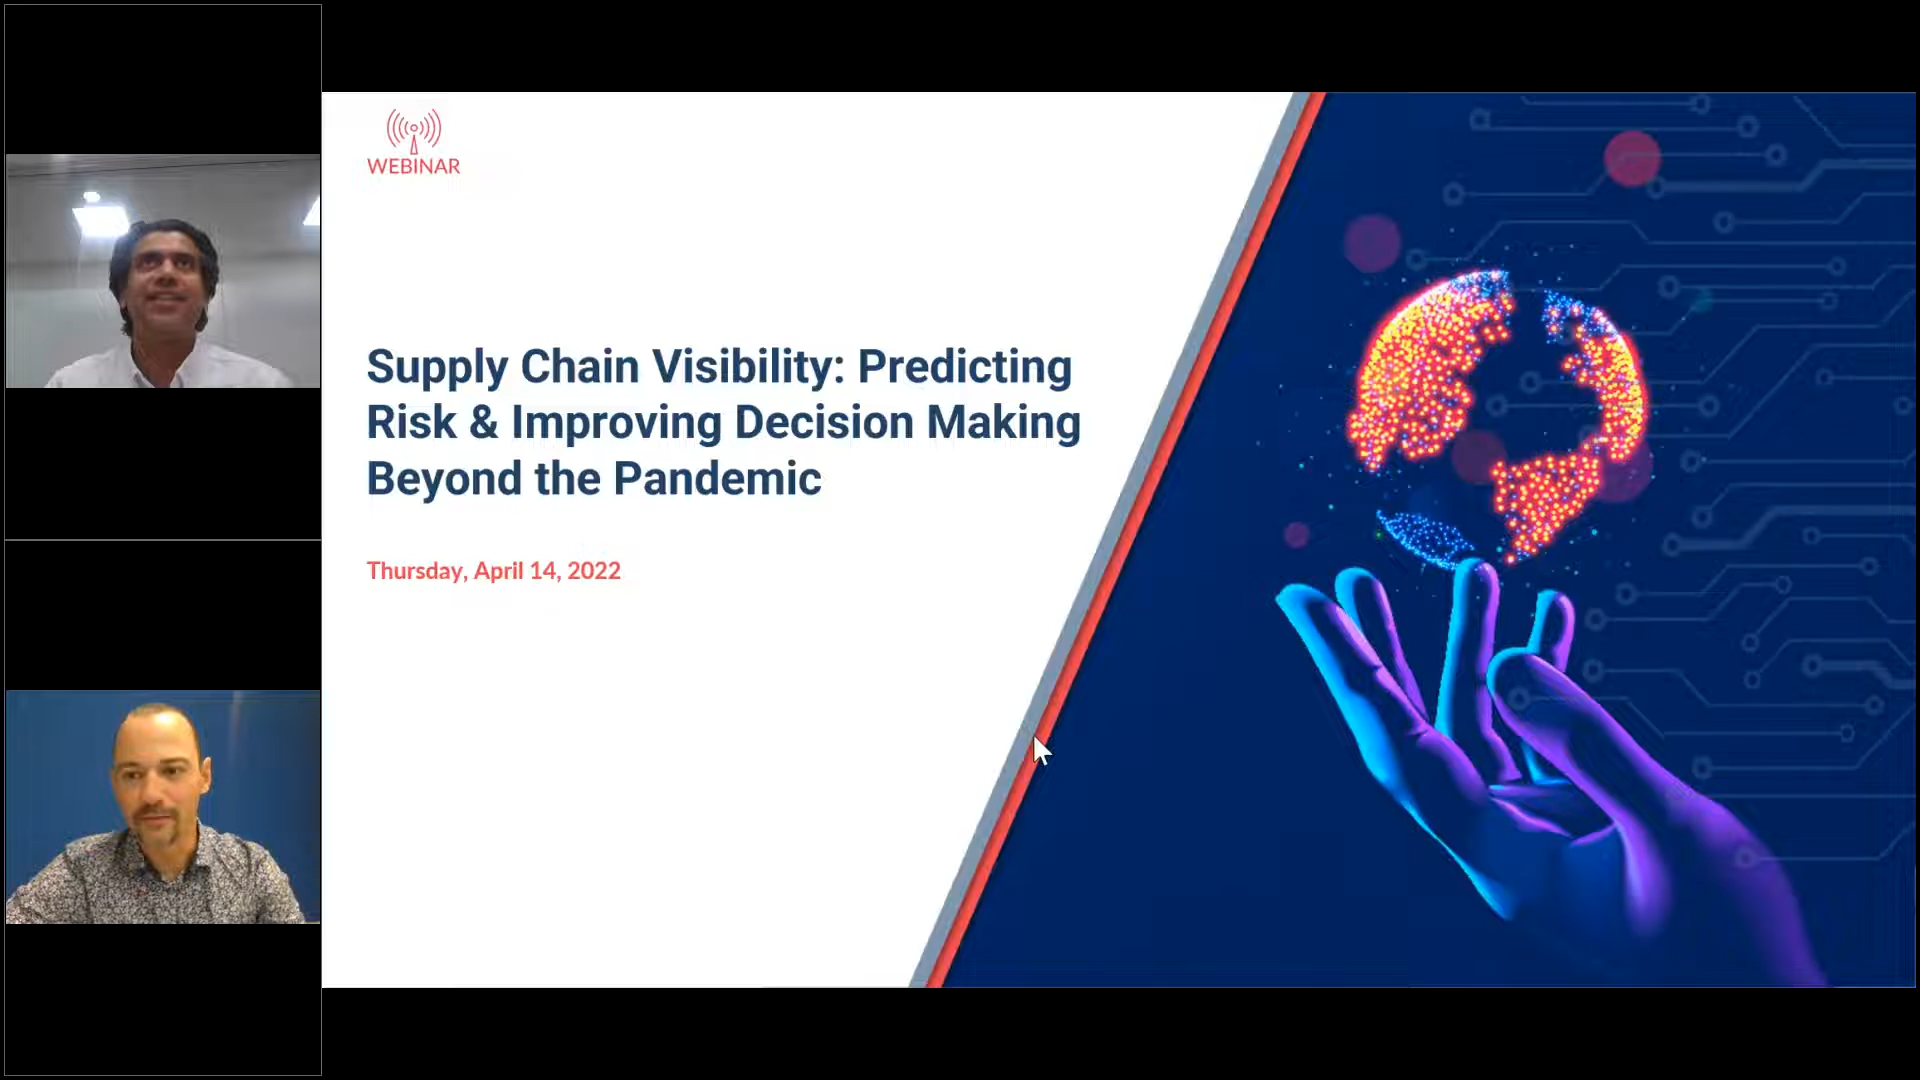 WEBINAR
Supply Chain Visibility: Predicting
Risk & Improving Decision Making
Beyond the Pandemic
Thursday, April 14, 2022